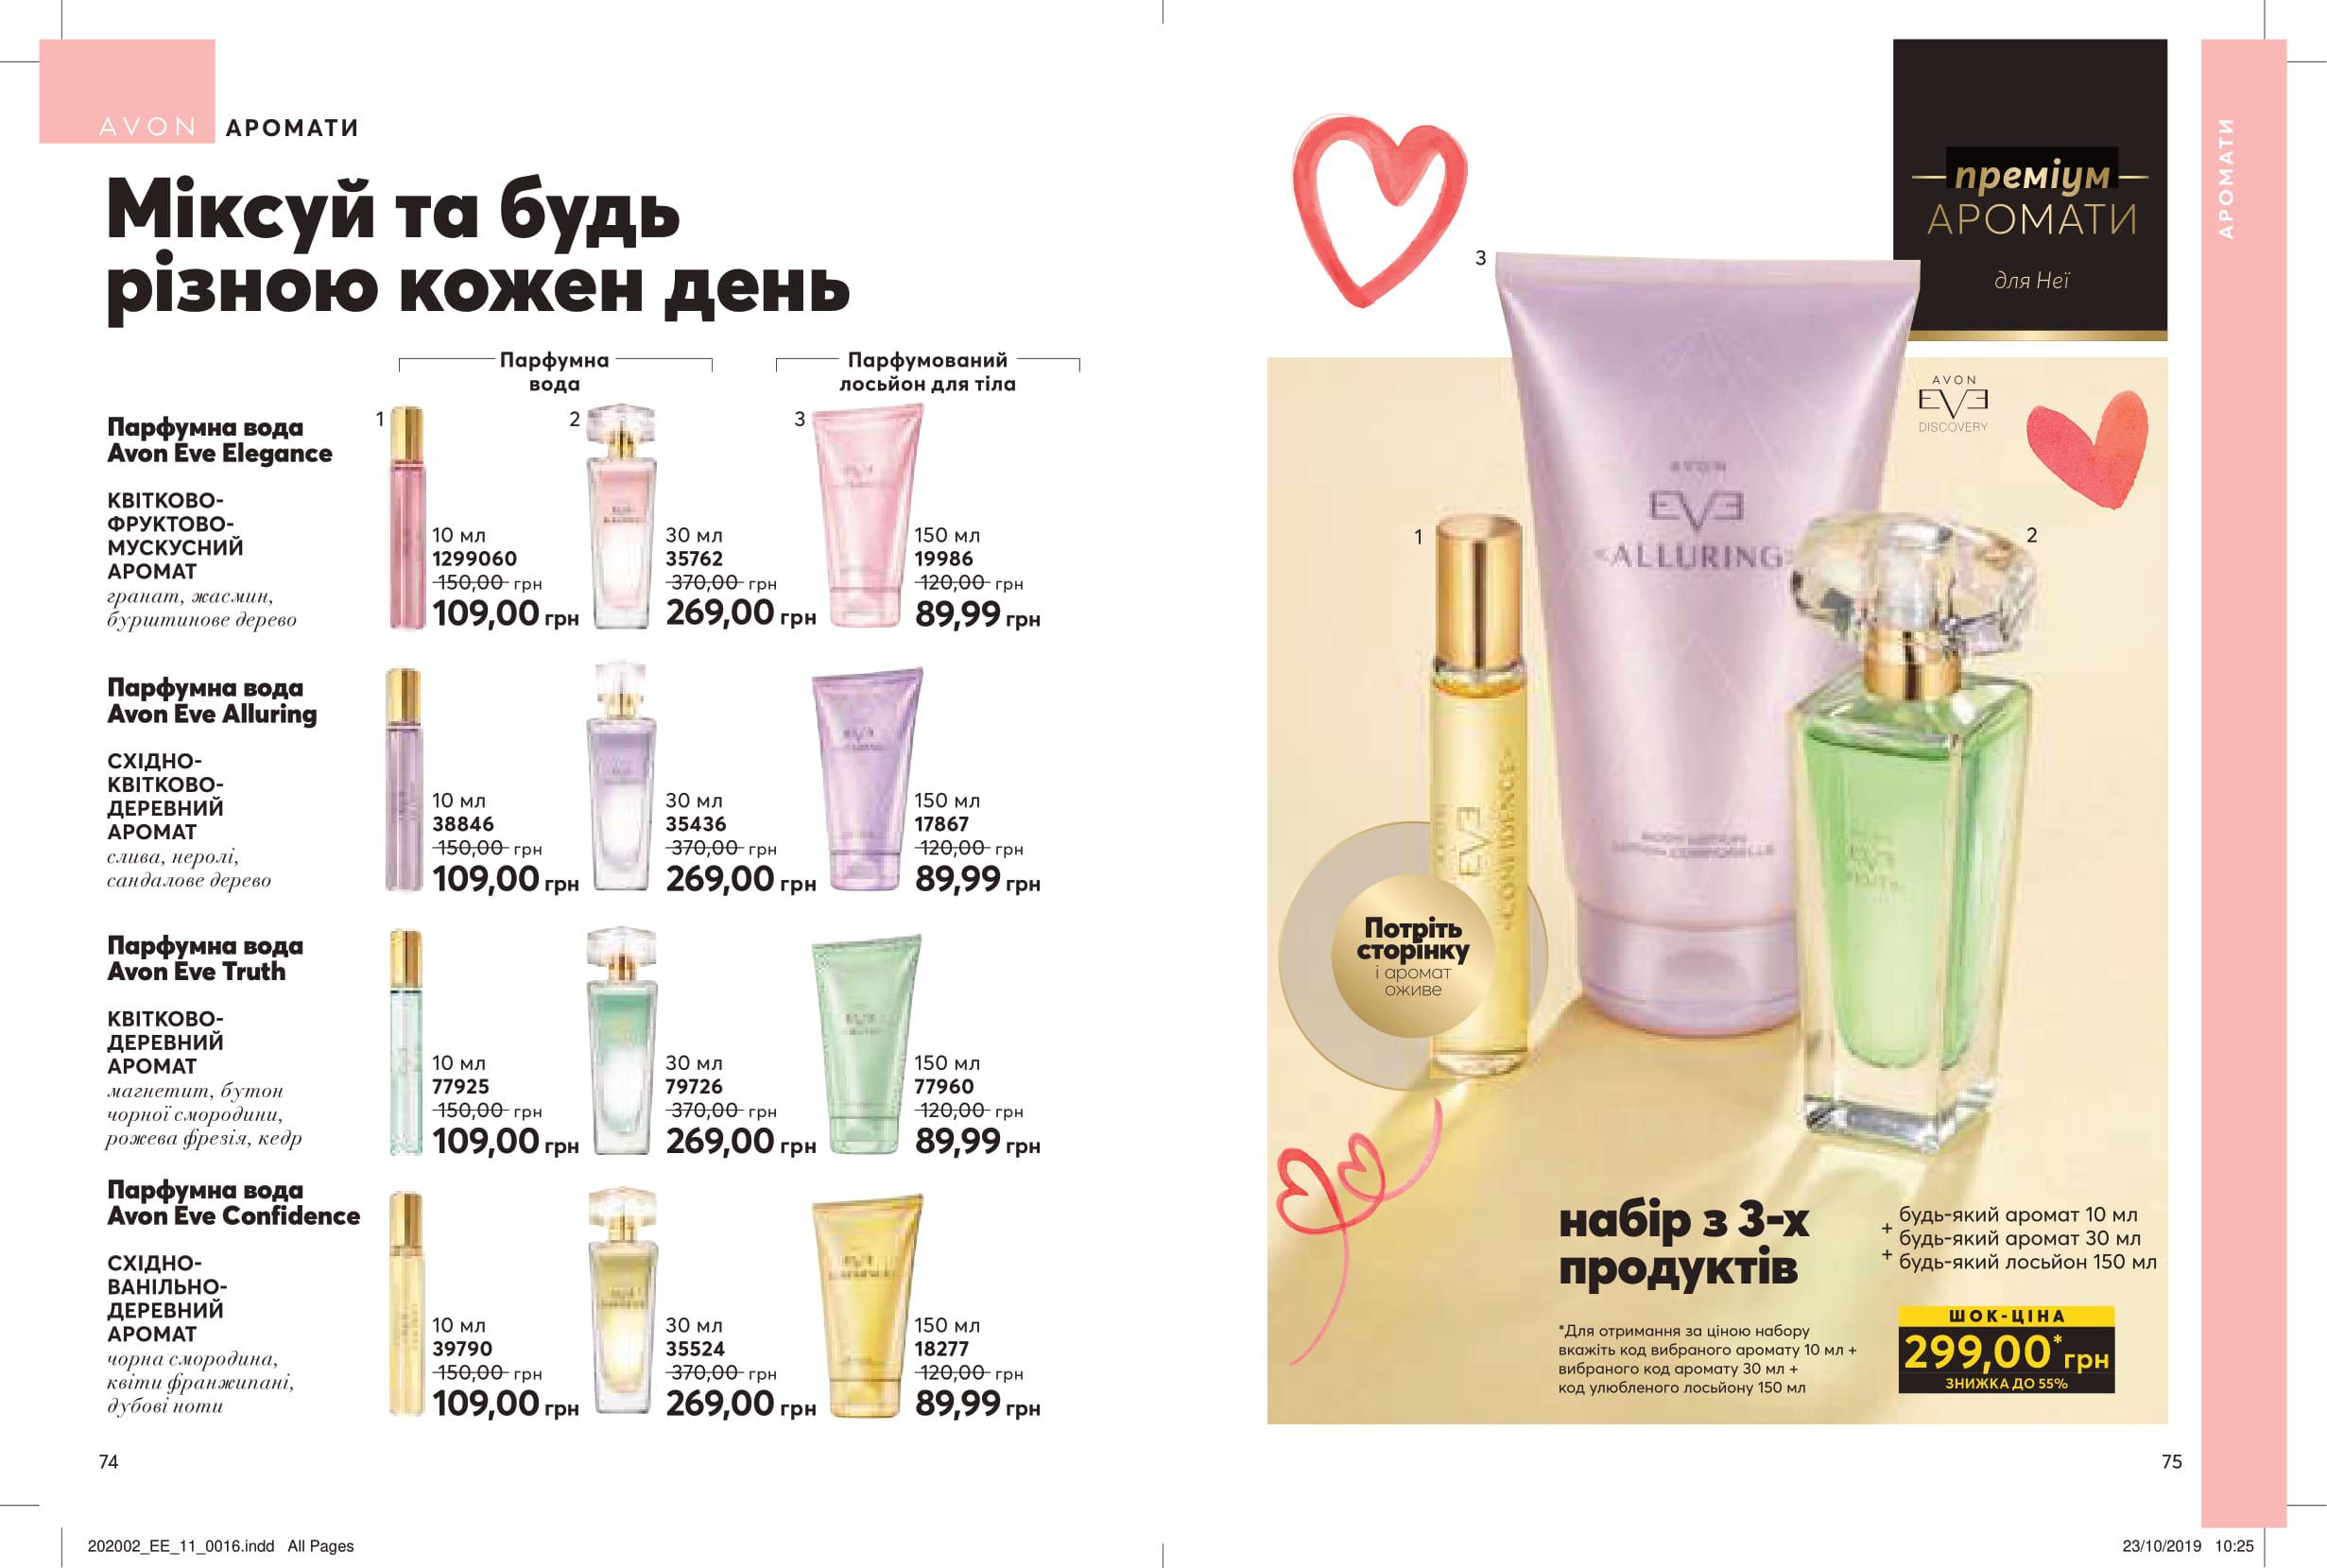 AVON АРОМАТИ
Міксуй та будь
різною кожен день
Парфумна
вода
Парфумований
лосьйон для тіла
Парфумна вода
Avon Eve Elegance
КВІТКОВО-
ФРУКТОВО-
МУСКУСНИЙ
АРОМАТ
гранат, жасмин,
бурштинове дерево
1
10 мл
1299060
150,00 грн
109,00 грн
2
30 мл
35762
370,00 грн
269,00 грн
3
150 мл
19986
120,00 грн
89,99 грн
Парфумна вода
Avon Eve Alluring
СХІДНО-
КВІТКОВО-
ДЕРЕВНИЙ
АРОМАТ
слива, неролі,
сандалове дерево
10 мл
38846
150,00 грн
109,00 грн
30 мл
35436
370,00 грн
269,00 грн
150 мл
17867
120,00 грн
89,99 грн
Парфумна вода
Avon Eve Truth
КВІТКОВО-
ДЕРЕВНИЙ
АРОМАТ
магнетит, бутон
чорної смородини,
рожева фрезія, кедр
10 мл
77925
150,00 грн
109,00 грн
30 мл
79726
370,00 грн
269,00 грн
150 мл
77960
120,00 грн
89,99 грн
Парфумна вода
Avon Eve Confidence
СХІДНО-
ВАНІЛЬНО-
ДЕРЕВНИЙ
АРОМАТ
чорна смородина,
квіти франжипані,
дубові ноти
10 мл
39790
150,00 грн
109,00 грн
30 мл
35524
370,00 грн
269,00 грн
150 мл
18277
120,00 грн
89,99 грн
74
202002_EE_11_0016.indd All Pages
преміум
АРОМАТИ
для Неї
АРОМАТИ
AVON
EVE
DISCOVERY
3
AVON
EVE
ALLURING
BODY LOTION
1
EVE
CONFIDENCE
2
Потріть
сторінку
і аромат
оживе
набір з 3-х
продуктів
будь-який аромат 10 мл
+ будь-який аромат 30 мл
+ будь-який лосьйон 150 мл
*Для отримання за ціною набору
вкажіть код вибраного аромату 10 мл +
вибраного код аромату 30 мл +
код улюбленого лосьйону 150 мл
ШОК-ЦІНА
299,00* грн
ЗНИЖКА ДО 55%
75
23/10/2019 10:25